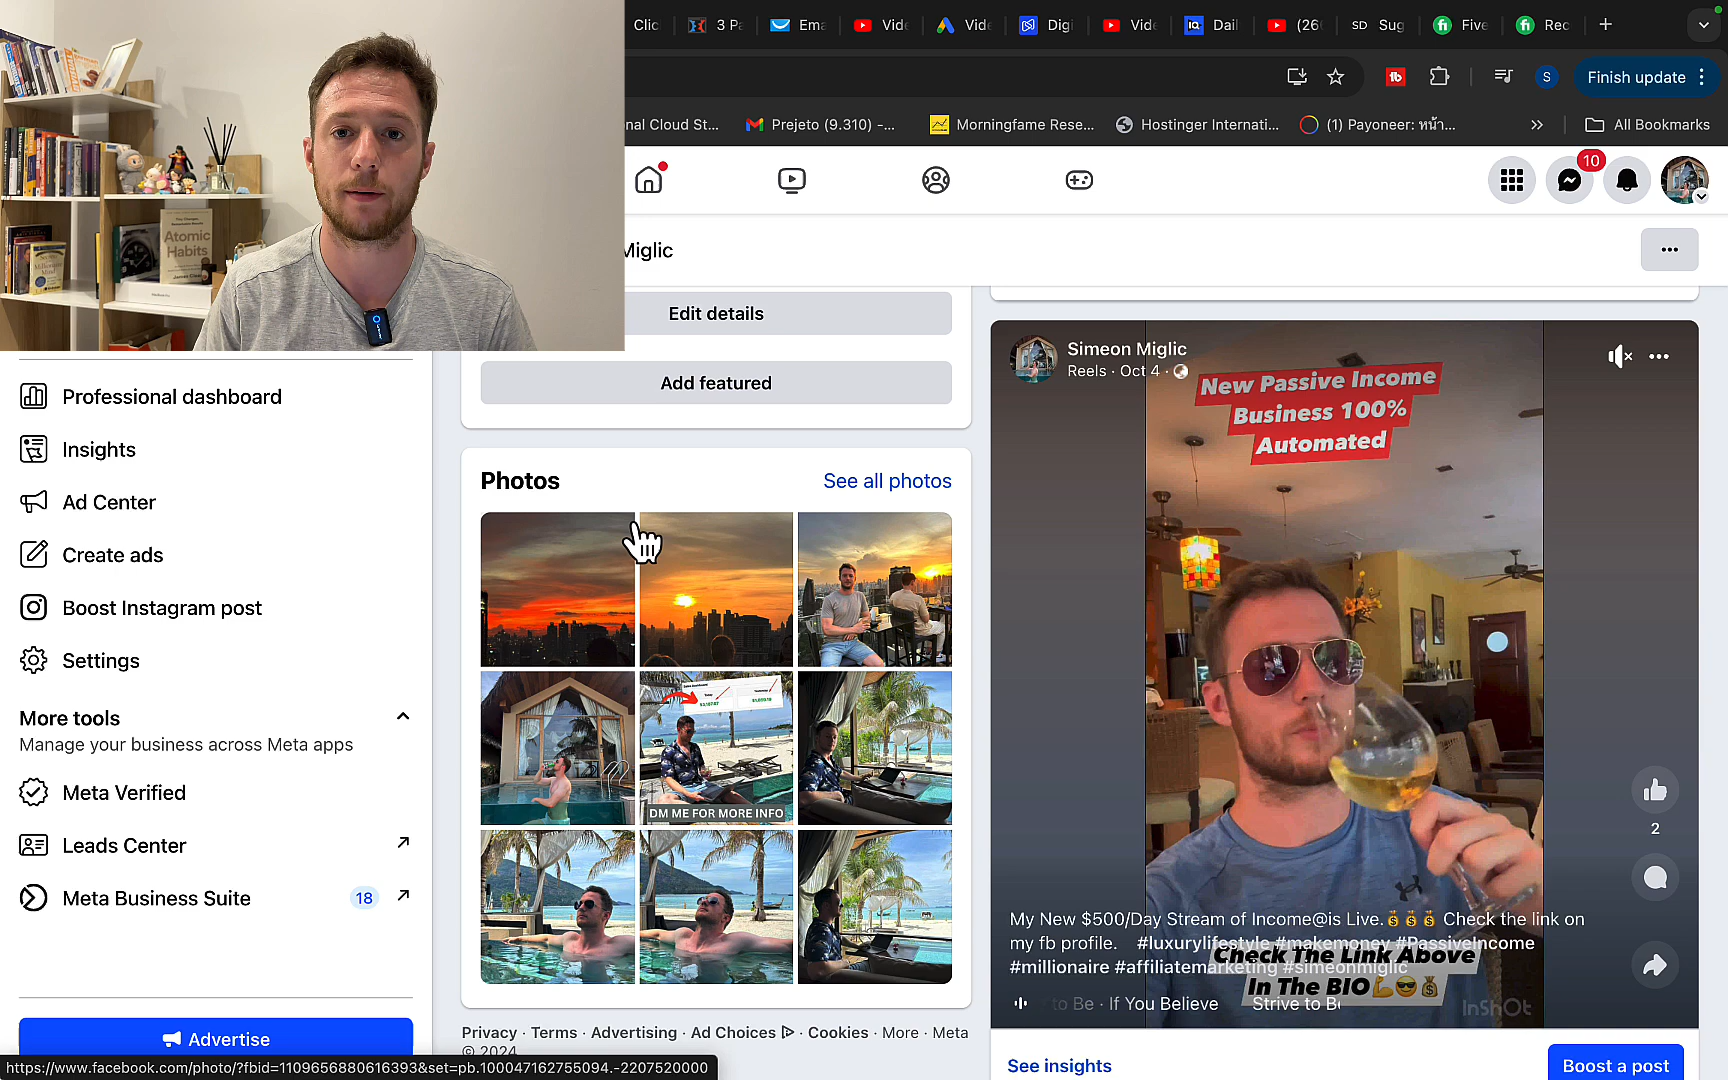 Clic
3 Pa
Ema
Vide
Vide
Digi
Vide
Dail
(26
SD Sug
Five
Rec
Finish update
nal Cloud St...
Prejeto (9.310) –...
Morningfame Rese...
Hostinger Internati...
(1) Payoneer: หน้า...
All Bookmarks
10
Miglic
Edit details
Add featured
Atomic
Habits
Professional dashboard
Insights
Ad Center
Create ads
Boost Instagram post
Settings
More tools
Manage your business across Meta apps
Meta Verified
Leads Center
Meta Business Suite
18
Advertise
Photos
See all photos
DM ME FOR MORE INFO
Privacy · Terms · Advertising · Ad Choices · Cookies · More · Meta
© 2024
Simeon Miglic
Reels · Oct 4 ·
New Passive Income
Business 100%
Automated
2
My New $500/Day Stream of Income@is Live.💰💰💰 Check the link on
my fb profile. #luxurylifestyle #makemoney #PassiveIncome
#millionaire #affiliatemarketing #simeonmiglic
Check The Link Above
In The BIO💪😎💰
to Be · If You Believe
Strive to Be
InShOt
See insights
Boost a post
https://www.facebook.com/photo/?fbid=1109656880616393&set=pb.100047162755094.-2207520000